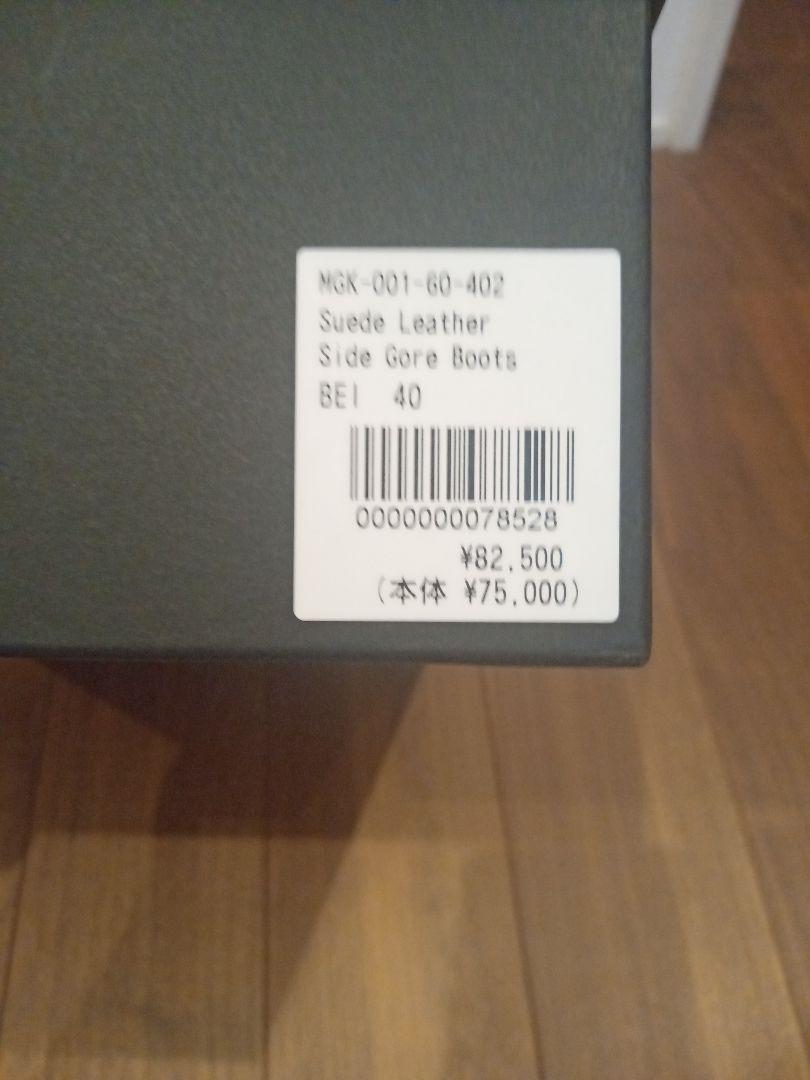 MGK-001-60-402
Suede Leather
Side Gore Boots
BEI 40
0000000078528
¥82,500
(本体 ¥75,000)